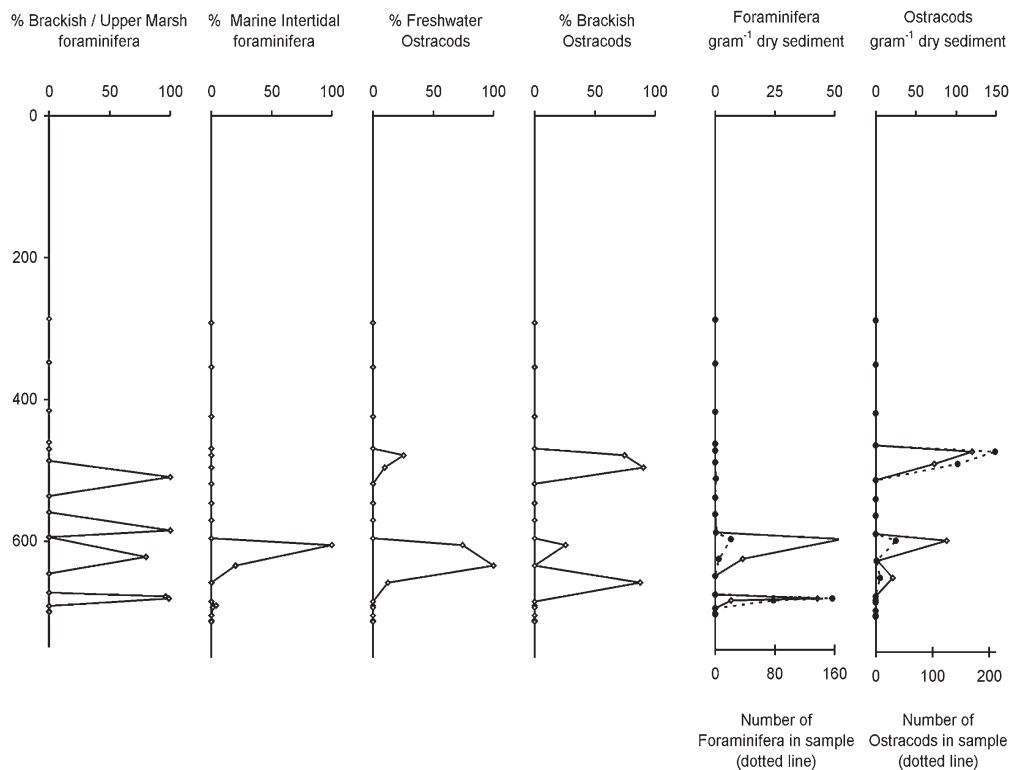 % Brackish / Upper Marsh
foraminifera
% Marine Intertidal
foraminifera
% Freshwater
Ostracods
% Brackish
Ostracods
Foraminifera
gram⁻¹ dry sediment
Ostracods
gram⁻¹ dry sediment
0 50 100
0 50 100
0 50 100
0 50 100
0 25 50
0 50 100 150
0
200
400
600
0 80 160
0 100 200
Number of
Foraminifera in sample
(dotted line)
Number of
Ostracods in sample
(dotted line)